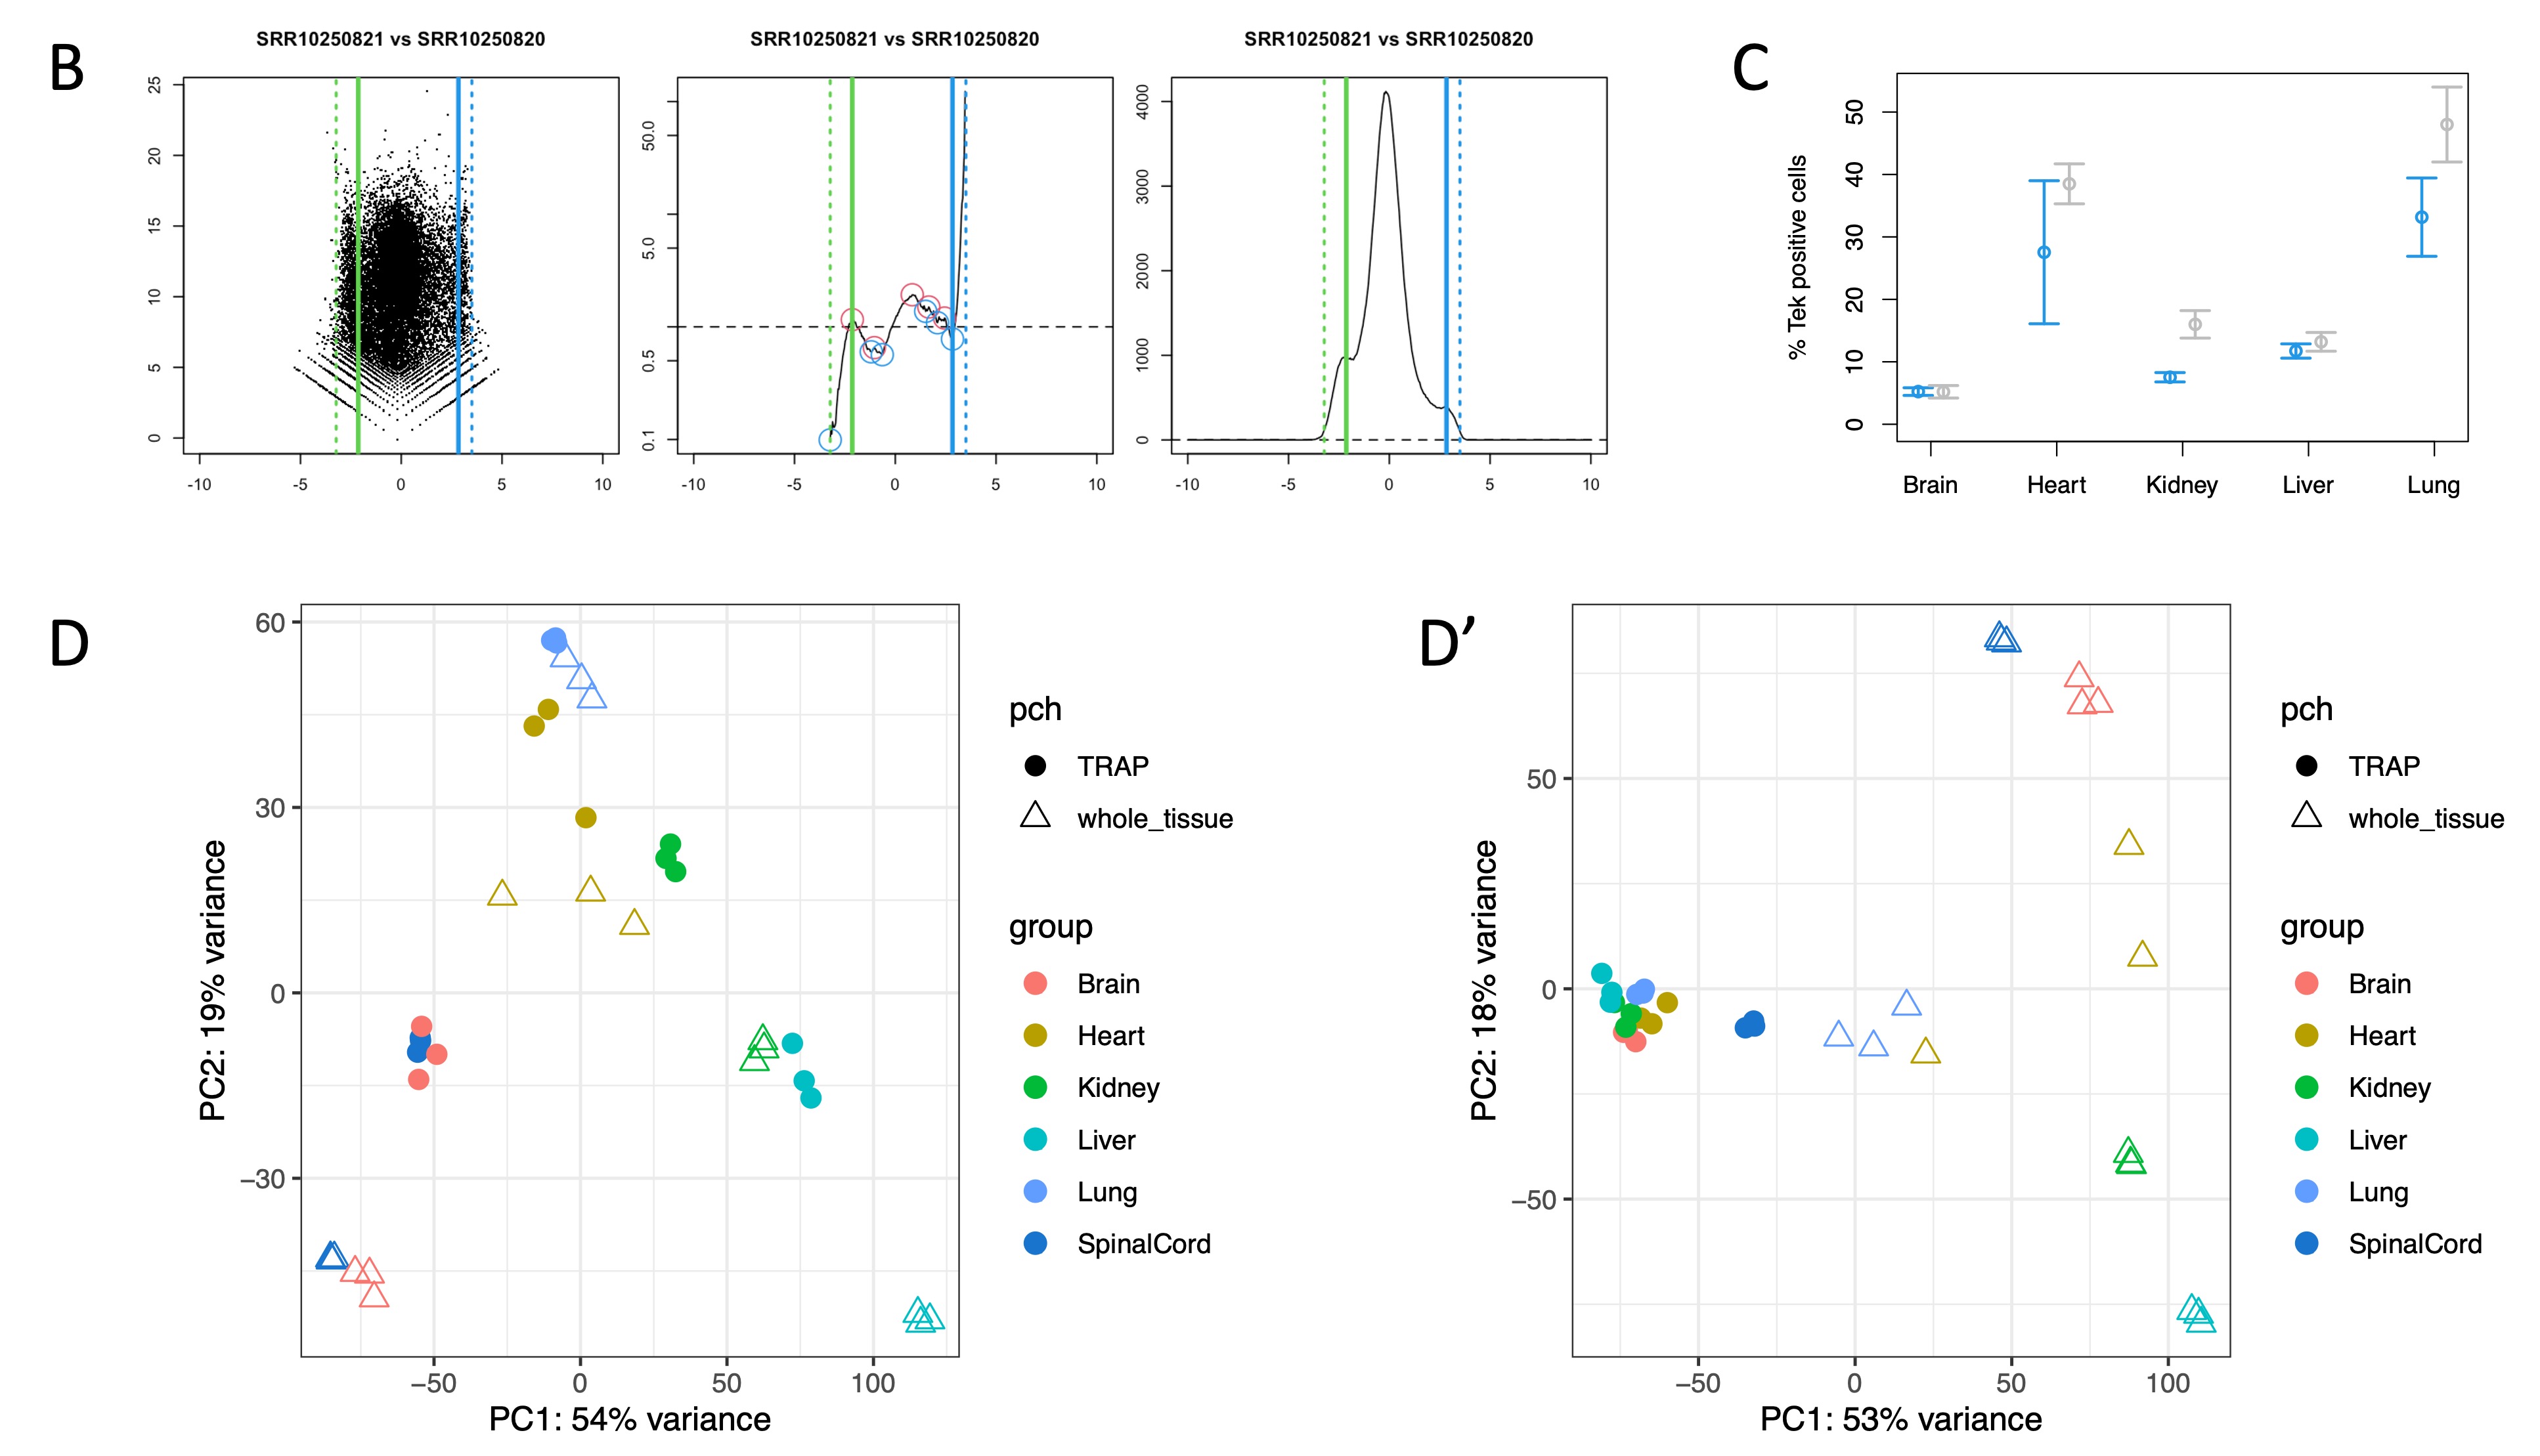 B
SRR10250821 vs SRR10250820
25
20
15
10
5
0
-10 -5 0 5 10
SRR10250821 vs SRR10250820
50.0
5.0
0.5
0.1
-10 -5 0 5 10
SRR10250821 vs SRR10250820
4000
3000
2000
1000
0
-10 -5 0 5 10
C
% Tek positive cells
50
40
30
20
10
0
Brain Heart Kidney Liver Lung
D
PC2: 19% variance
60
30
0
−30
−50 0 50 100
PC1: 54% variance
pch
TRAP
whole_tissue
group
Brain
Heart
Kidney
Liver
Lung
SpinalCord
D’
PC2: 18% variance
50
0
−50
−50 0 50 100
PC1: 53% variance
pch
TRAP
whole_tissue
group
Brain
Heart
Kidney
Liver
Lung
SpinalCord